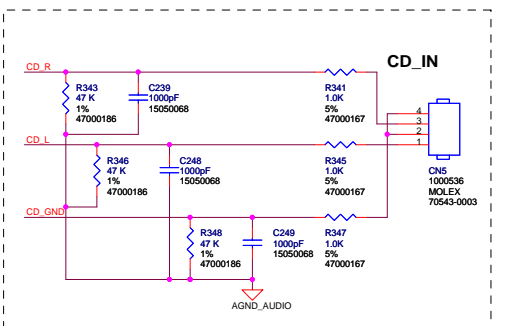 CD_IN
CD_R
R343
47 K
1%
47000186
C239
1000pF
15050068
R341
1.0K
5%
47000167
4
3
2
1
CD_L
R346
47 K
1%
47000186
C248
1000pF
15050068
R345
1.0K
5%
47000167
CN5
1000536
MOLEX
70543-0003
CD_GND
R348
47 K
1%
47000186
C249
1000pF
15050068
R347
1.0K
5%
47000167
AGND_AUDIO